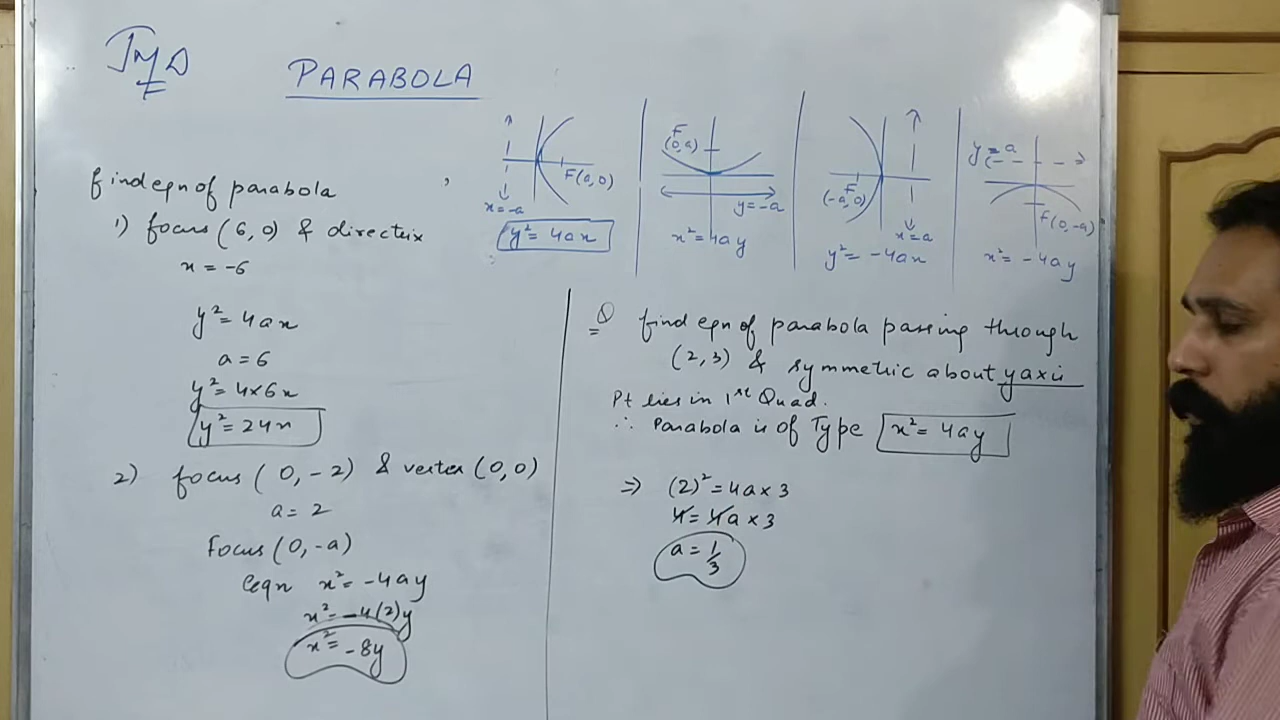 JMD
E
PARABOLA
x = -a
F(a, 0)
y² = 4ax
F
(0, a)
y = -a
x² = 4ay
F
(-a, 0)
x = a
y² = -4ax
y = a
F(0, -a)
x² = -4ay
find eqn of parabola
1) focus (6, 0) & directrix
x = -6
y² = 4ax
a = 6
y² = 4×6x
y² = 24x
2) focus (0, -2) & vertex (0, 0)
a = 2
Focus (0, -a)
eqn x² = -4ay
x² = -4(2)y
x² = -8y
Q find eqn of parabola passing through
(2, 3) & symmetric about y axis
Pt lies in 1st Quad.
∴ Parabola is of Type x² = 4ay
⇒ (2)² = 4a × 3
4 = 4a × 3
a = 1/3